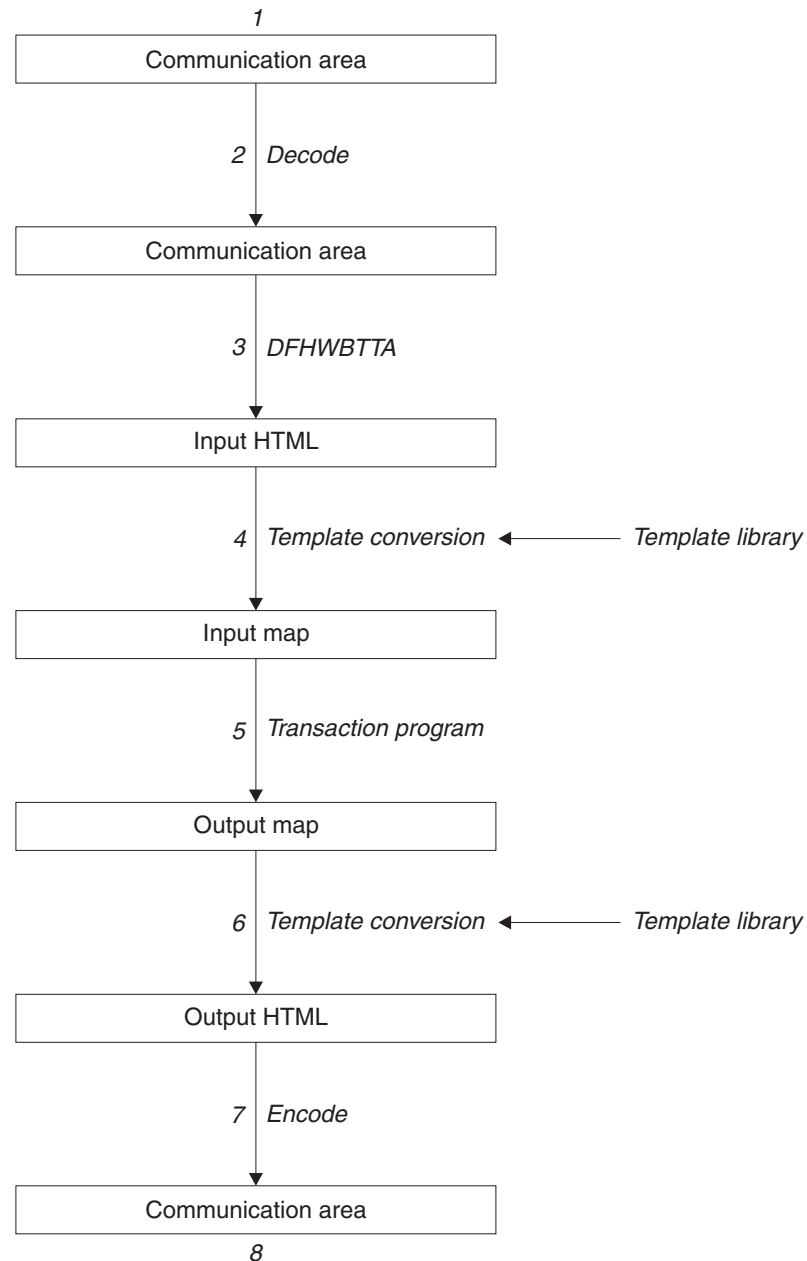 1
Communication area
2 Decode
Communication area
3 DFHWBTTA
Input HTML
4 Template conversion Template library
Input map
5 Transaction program
Output map
6 Template conversion Template library
Output HTML
7 Encode
Communication area
8